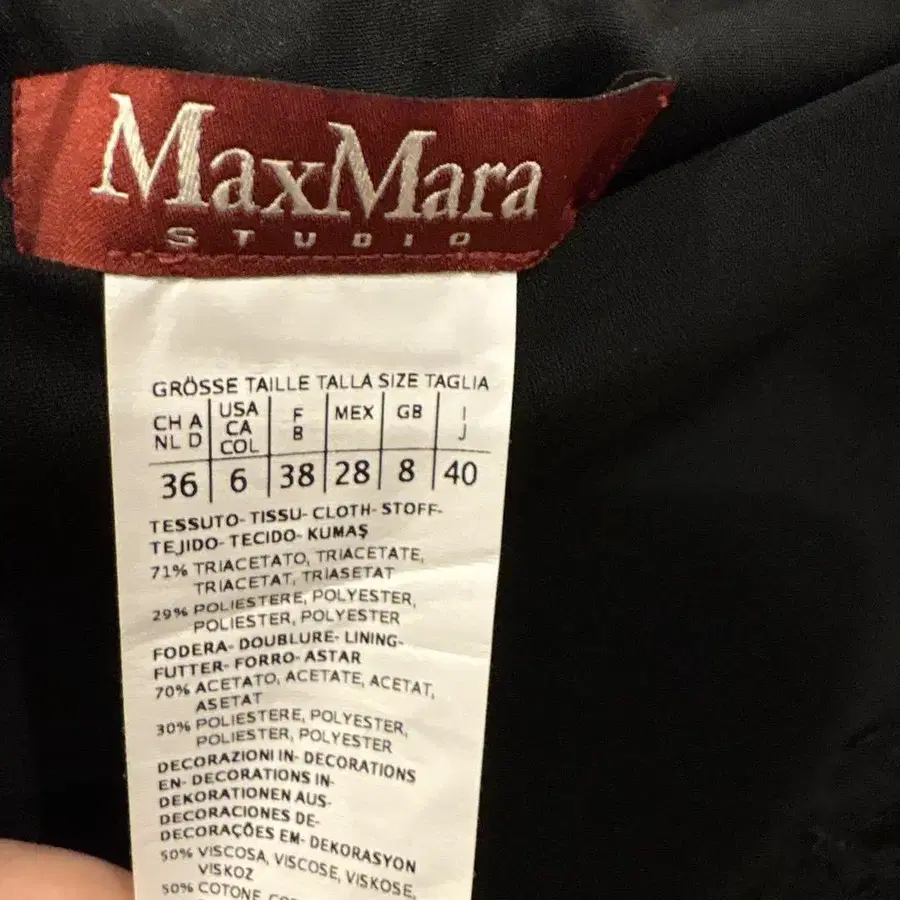 MaxMara
STUDIO
GRÖSSE TAILLE TALLA SIZE TAGLIA
CH A NL D USA CA COL F B MEX GB I J
36 6 38 28 8 40
TESSUTO- TISSU- CLOTH- STOFF-
TEJIDO- TECIDO- KUMAŞ
71% TRIACETATO, TRIACETATE,
TRIACETAT, TRIASETAT
29% POLIESTERE, POLYESTER,
POLIESTER, POLYESTER
FODERA- DOUBLURE- LINING-
FUTTER- FORRO- ASTAR
70% ACETATO, ACETATE, ACETAT,
ASETAT
30% POLIESTERE, POLYESTER,
POLIESTER, POLYESTER
DECORAZIONI IN- DECORATIONS
EN- DECORATIONS IN-
DEKORATIONEN AUS-
DECORACIONES DE-
DECORAÇÕES EM- DEKORASYON
50% VISCOSA, VISCOSE, VISKOSE,
VISKOZ
50% COTONE,